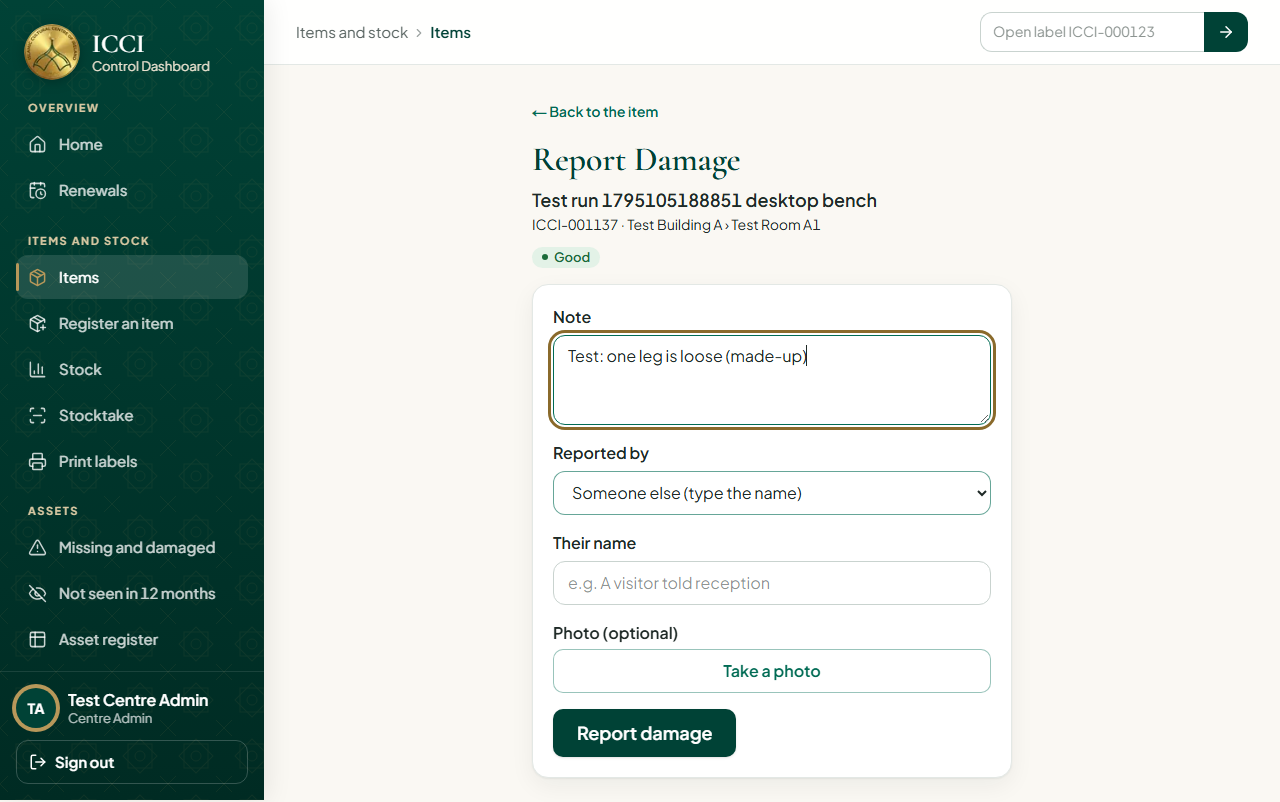 ICCI
Control Dashboard
OVERVIEW
Home
Renewals
ITEMS AND STOCK
Items
Register an item
Stock
Stocktake
Print labels
ASSETS
Missing and damaged
Not seen in 12 months
Asset register
TA
Test Centre Admin
Centre Admin
Sign out
Items and stock › Items
Open label ICCI-000123
← Back to the item
Report Damage
Test run 1795105188851 desktop bench
ICCI-001137 · Test Building A › Test Room A1
Good
Note
Test: one leg is loose (made-up)
Reported by
Someone else (type the name)
Their name
e.g. A visitor told reception
Photo (optional)
Take a photo
Report damage